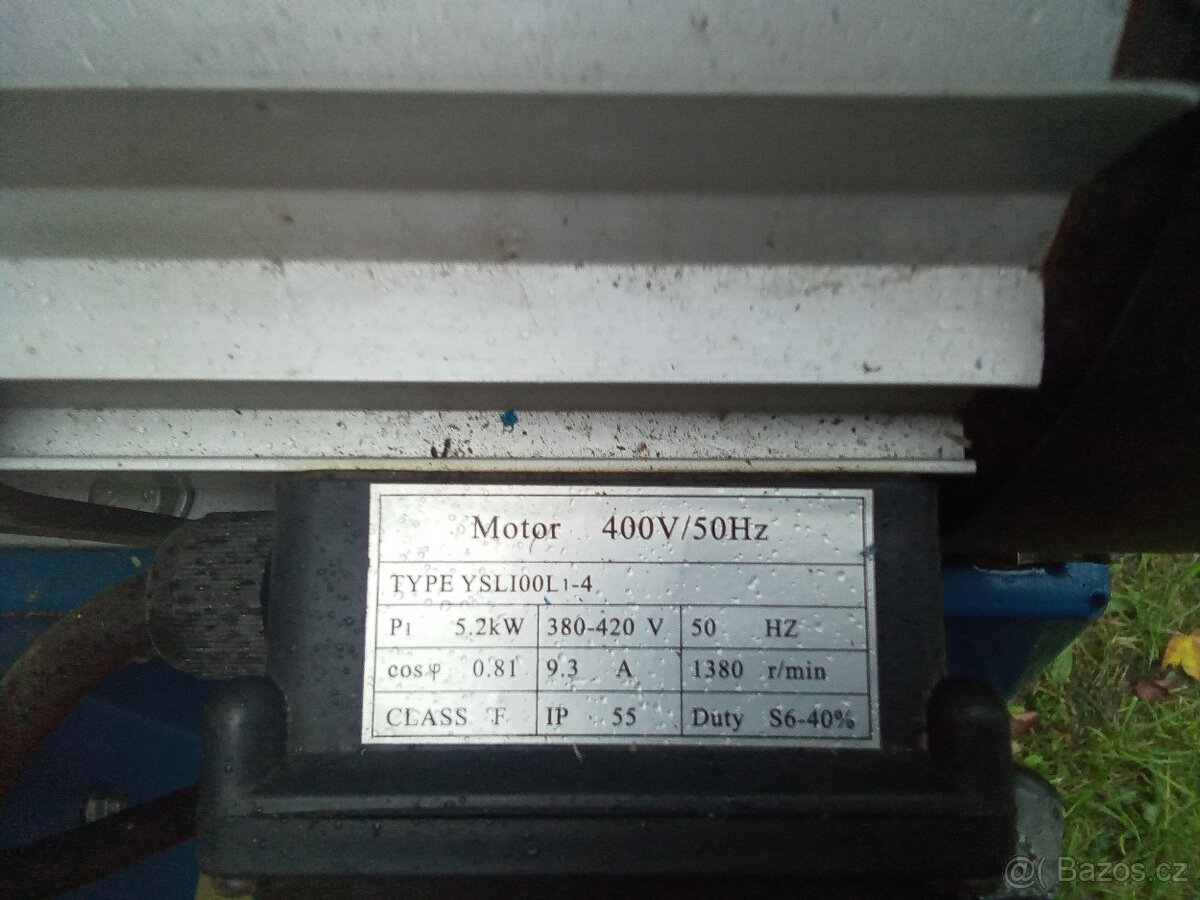 Motor 400V/50Hz
TYPE YSL100L1-4
P1 5.2kW 380-420 V 50 HZ
cosφ 0.81 9.3 A 1380 r/min
CLASS F IP 55 Duty S6-40%
@( Bazos.cz